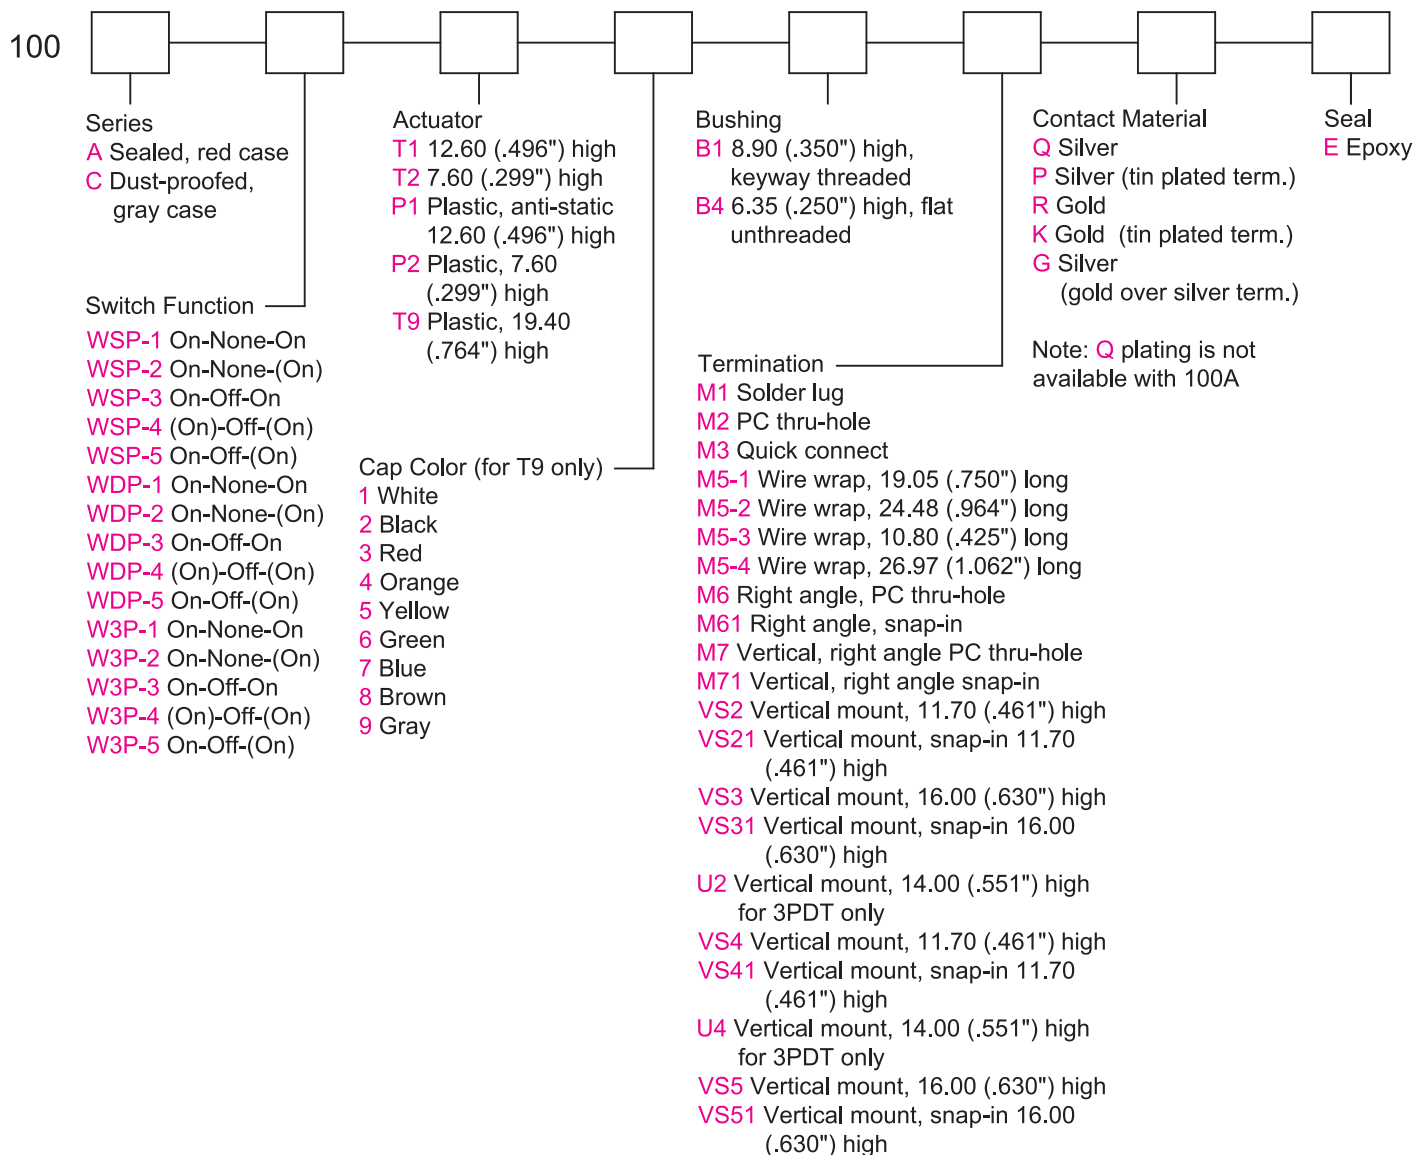 100
Series
A Sealed, red case
C Dust-proofed,
gray case
Switch Function
WSP-1 On-None-On
WSP-2 On-None-(On)
WSP-3 On-Off-On
WSP-4 (On)-Off-(On)
WSP-5 On-Off-(On)
WDP-1 On-None-On
WDP-2 On-None-(On)
WDP-3 On-Off-On
WDP-4 (On)-Off-(On)
WDP-5 On-Off-(On)
W3P-1 On-None-On
W3P-2 On-None-(On)
W3P-3 On-Off-On
W3P-4 (On)-Off-(On)
W3P-5 On-Off-(On)
Actuator
T1 12.60 (.496") high
T2 7.60 (.299") high
P1 Plastic, anti-static
12.60 (.496") high
P2 Plastic, 7.60
(.299") high
T9 Plastic, 19.40
(.764") high
Cap Color (for T9 only)
1 White
2 Black
3 Red
4 Orange
5 Yellow
6 Green
7 Blue
8 Brown
9 Gray
Bushing
B1 8.90 (.350") high,
keyway threaded
B4 6.35 (.250") high, flat
unthreaded
Termination
M1 Solder lug
M2 PC thru-hole
M3 Quick connect
M5-1 Wire wrap, 19.05 (.750") long
M5-2 Wire wrap, 24.48 (.964") long
M5-3 Wire wrap, 10.80 (.425") long
M5-4 Wire wrap, 26.97 (1.062") long
M6 Right angle, PC thru-hole
M61 Right angle, snap-in
M7 Vertical, right angle PC thru-hole
M71 Vertical, right angle snap-in
VS2 Vertical mount, 11.70 (.461") high
VS21 Vertical mount, snap-in 11.70
(.461") high
VS3 Vertical mount, 16.00 (.630") high
VS31 Vertical mount, snap-in 16.00
(.630") high
U2 Vertical mount, 14.00 (.551") high
for 3PDT only
VS4 Vertical mount, 11.70 (.461") high
VS41 Vertical mount, snap-in 11.70
(.461") high
U4 Vertical mount, 14.00 (.551") high
for 3PDT only
VS5 Vertical mount, 16.00 (.630") high
VS51 Vertical mount, snap-in 16.00
(.630") high
Contact Material
Q Silver
P Silver (tin plated term.)
R Gold
K Gold (tin plated term.)
G Silver
(gold over silver term.)
Note: Q plating is not
available with 100A
Seal
E Epoxy